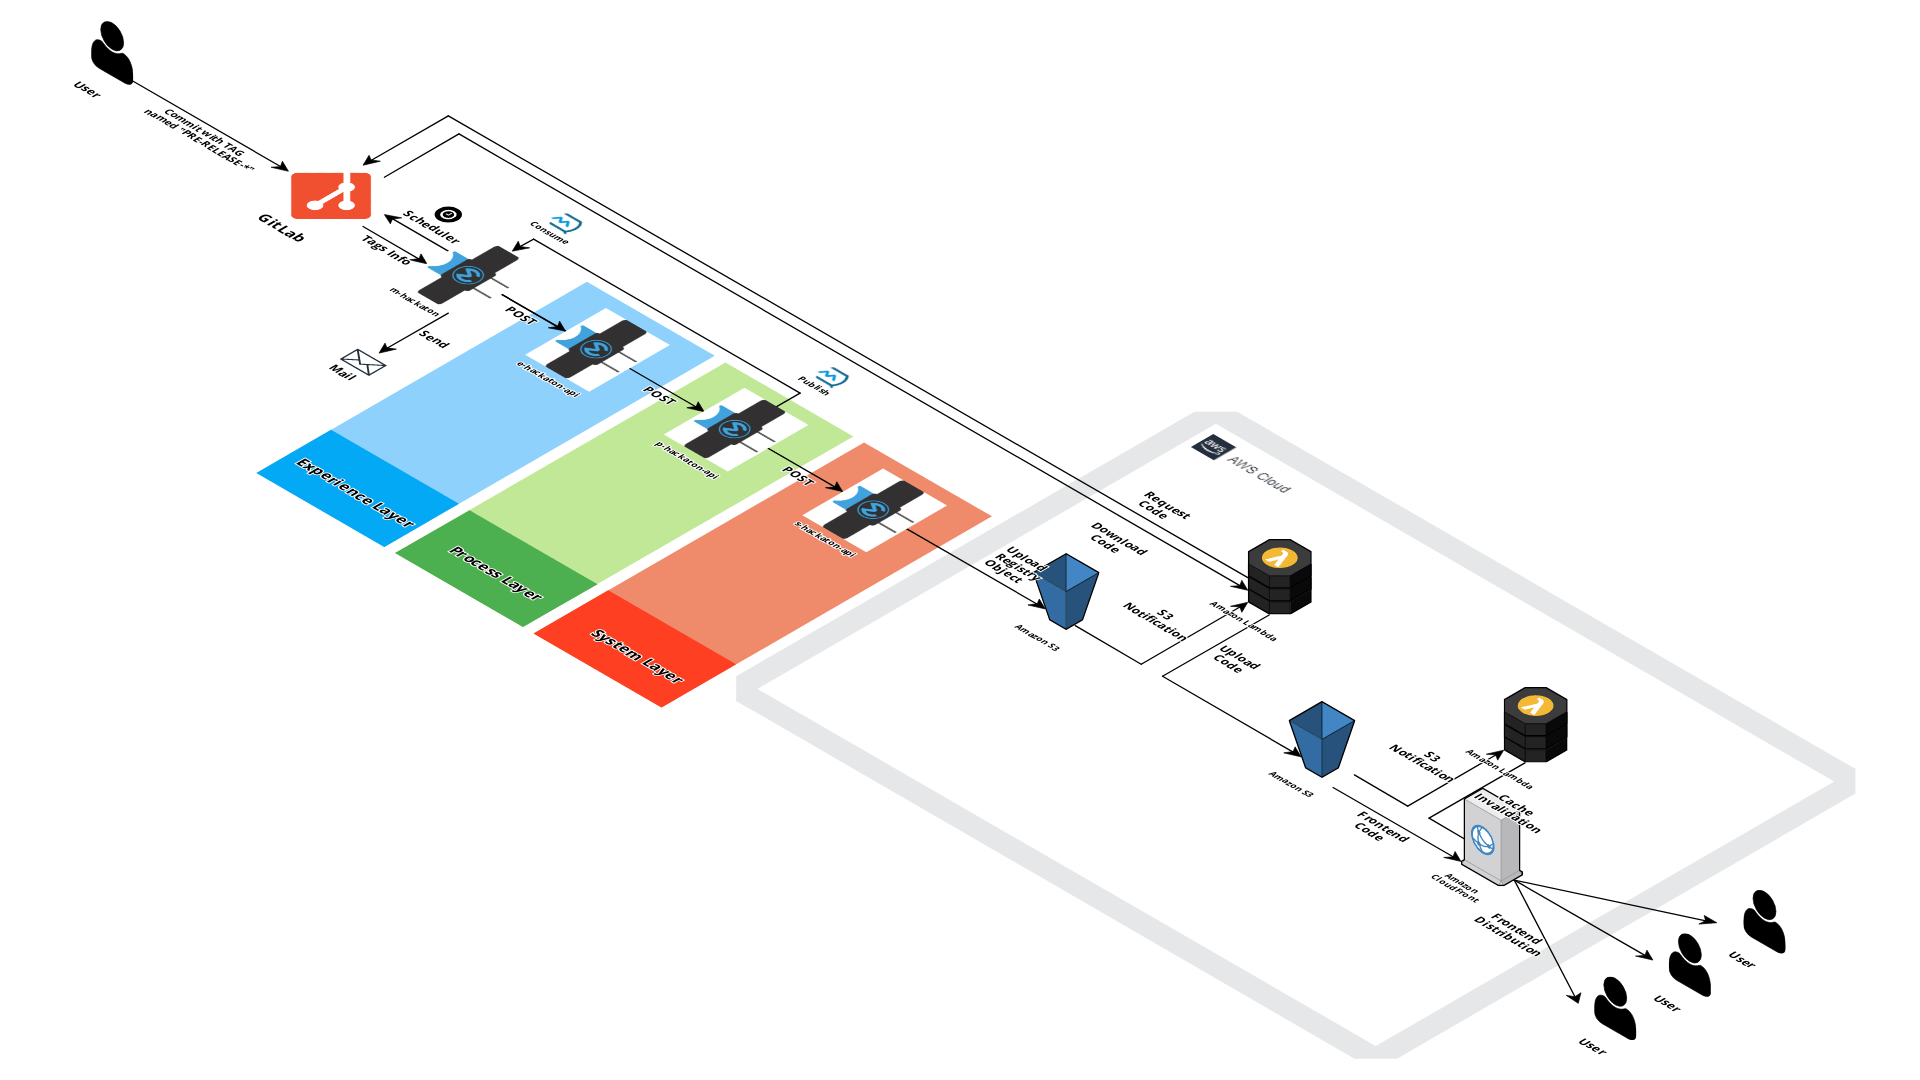 User
Commit with TAG
named "PRE-RELEASE-*"
GitLab
Scheduler
Tags Info
Consume
m-hackaton
Send
Mail
POST
e-hackaton-api
POST
Publish
p-hackaton-api
POST
s-hackaton-api
Experience Layer
Process Layer
System Layer
aws
AWS Cloud
Request
Code
Download
Code
Upload
Registry
Object
Amazon S3
S3
Notification
Amazon Lambda
Upload
Code
Amazon S3
S3
Notification
Amazon Lambda
Cache
Invalidation
Frontend
Code
Amazon
CloudFront
Frontend
Distribution
User
User
User